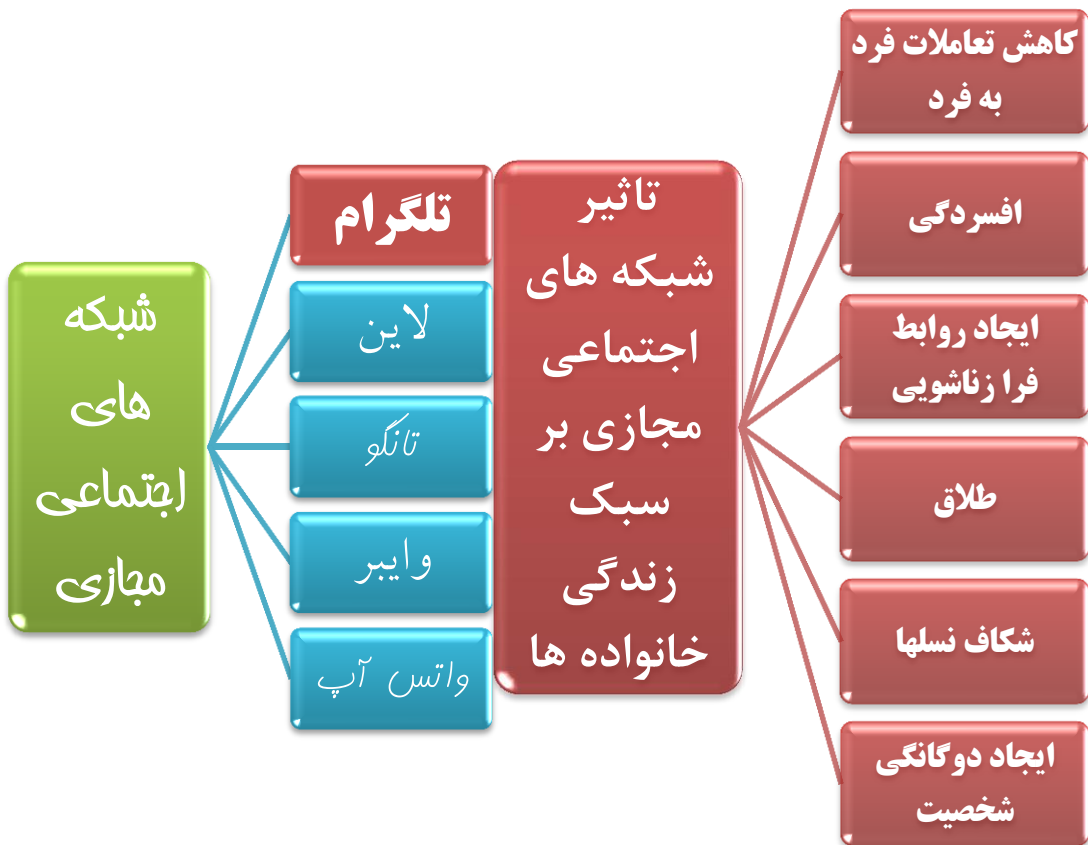 شبکه
های
اجتماعی
مجازی
تلگرام
لاین
تانگو
وایبر
واتس آپ
تاثیر
شبکه های
اجتماعی
مجازی بر
سبک
زندگی
خانواده ها
کاهش تعاملات فرد
به فرد
افسردگی
ایجاد روابط
فرا زناشویی
طلاق
شکاف نسلها
ایجاد دوگانگی
شخصیت